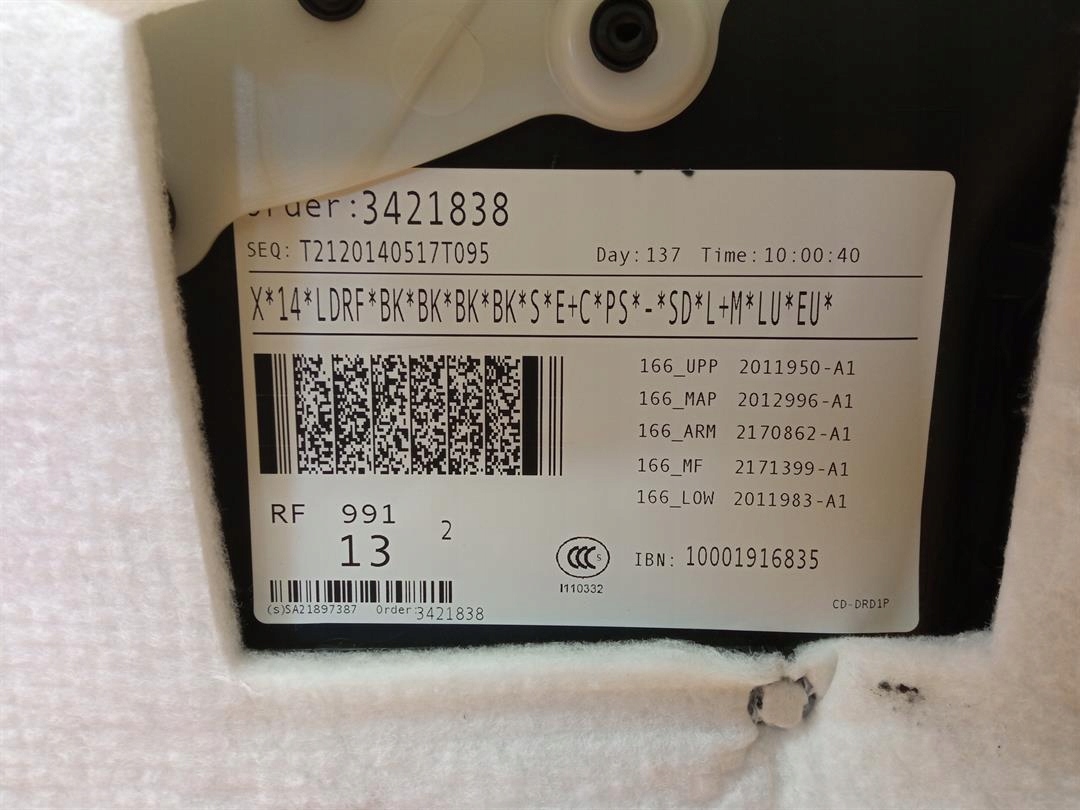 Order:3421838
SEQ: T2120140517T095 Day:137 Time:10:00:40
X*14*LDRF*BK*BK*BK*BK*S*E+C*PS*-*SD*L+M*LU*EU*
166_UPP 2011950-A1
166_MAP 2012996-A1
166_ARM 2170862-A1
166_MF 2171399-A1
166_LOW 2011983-A1
RF 991 2
13
CCC S
I110332
IBN: 10001916835
(s)SA21897387 Order:3421838
CD-DRD1P